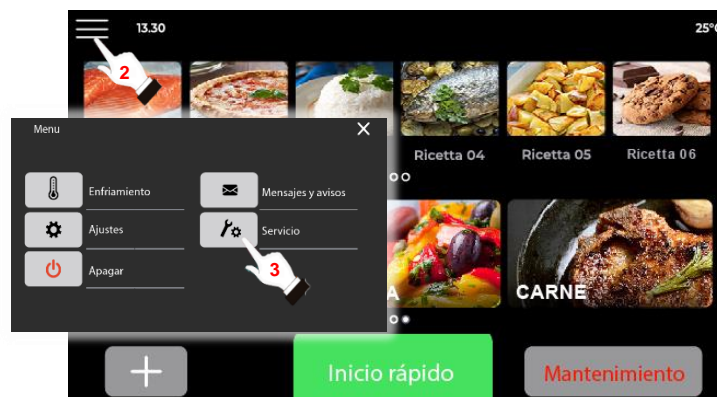 13.30
25°
2
Menu
X
Ricetta 04
Ricetta 05
Ricetta 06
Enfriamiento
Mensajes y avisos
Ajustes
Servicio
Apagar
3
A
CARNE
Inicio rápido
Mantenimiento